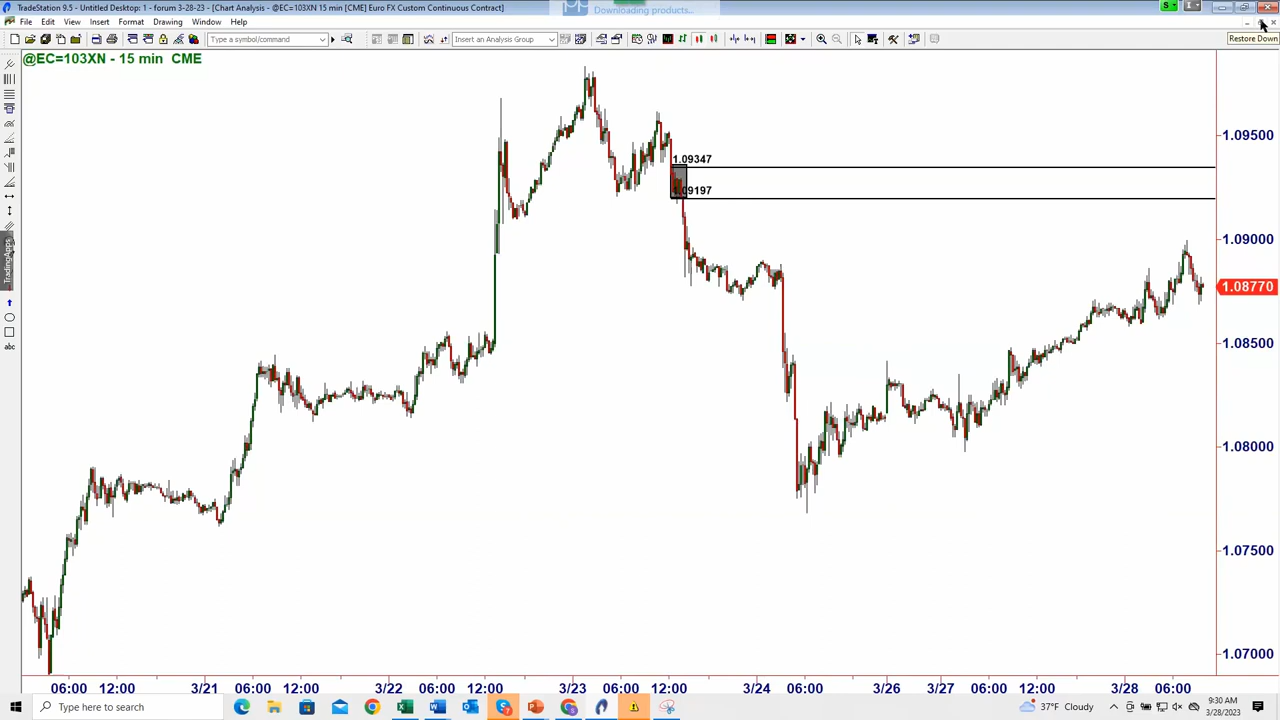 TradeStation 9.5 - Untitled Desktop: 1 - forum 3-28-23 - [Chart Analysis - @EC=103XN 15 min [CME] Euro FX Custom Continuous Contract]
Downloading products...
File Edit View Insert Format Drawing Window Help
Restore Down
Type a symbol/command
Insert an Analysis Group
@EC=103XN - 15 min CME
1.09500
1.09347
1.09197
1.09000
1.08770
1.08500
1.08000
1.07500
1.07000
TradingApps
abc
06:00 12:00 3/21 06:00 12:00 3/22 06:00 12:00 3/23 06:00 12:00 3/24 06:00 3/26 3/27 06:00 12:00 3/28 06:00
Type here to search
37°F Cloudy
9:30 AM
3/28/2023